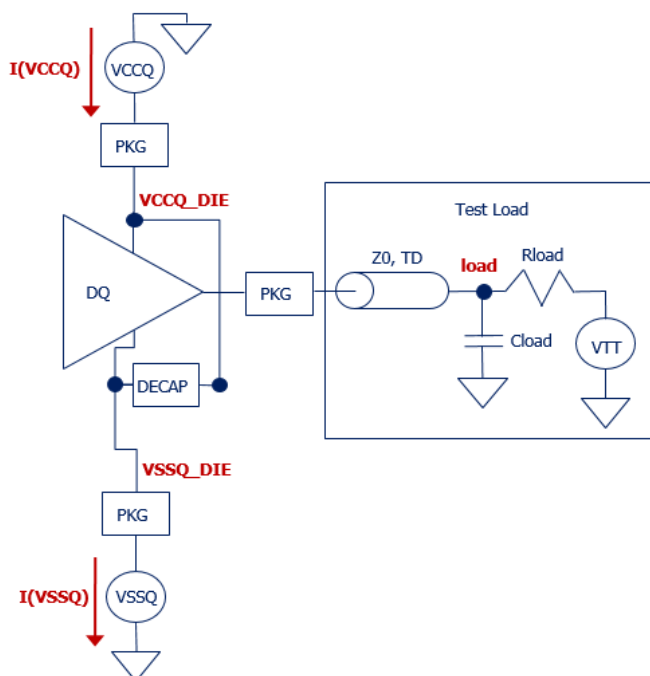 VCCQ
I(VCCQ)
PKG
VCCQ_DIE
Test Load
Z0, TD
load
Rload
DQ
PKG
Cload
VTT
DECAP
VSSQ_DIE
PKG
I(VSSQ)
VSSQ